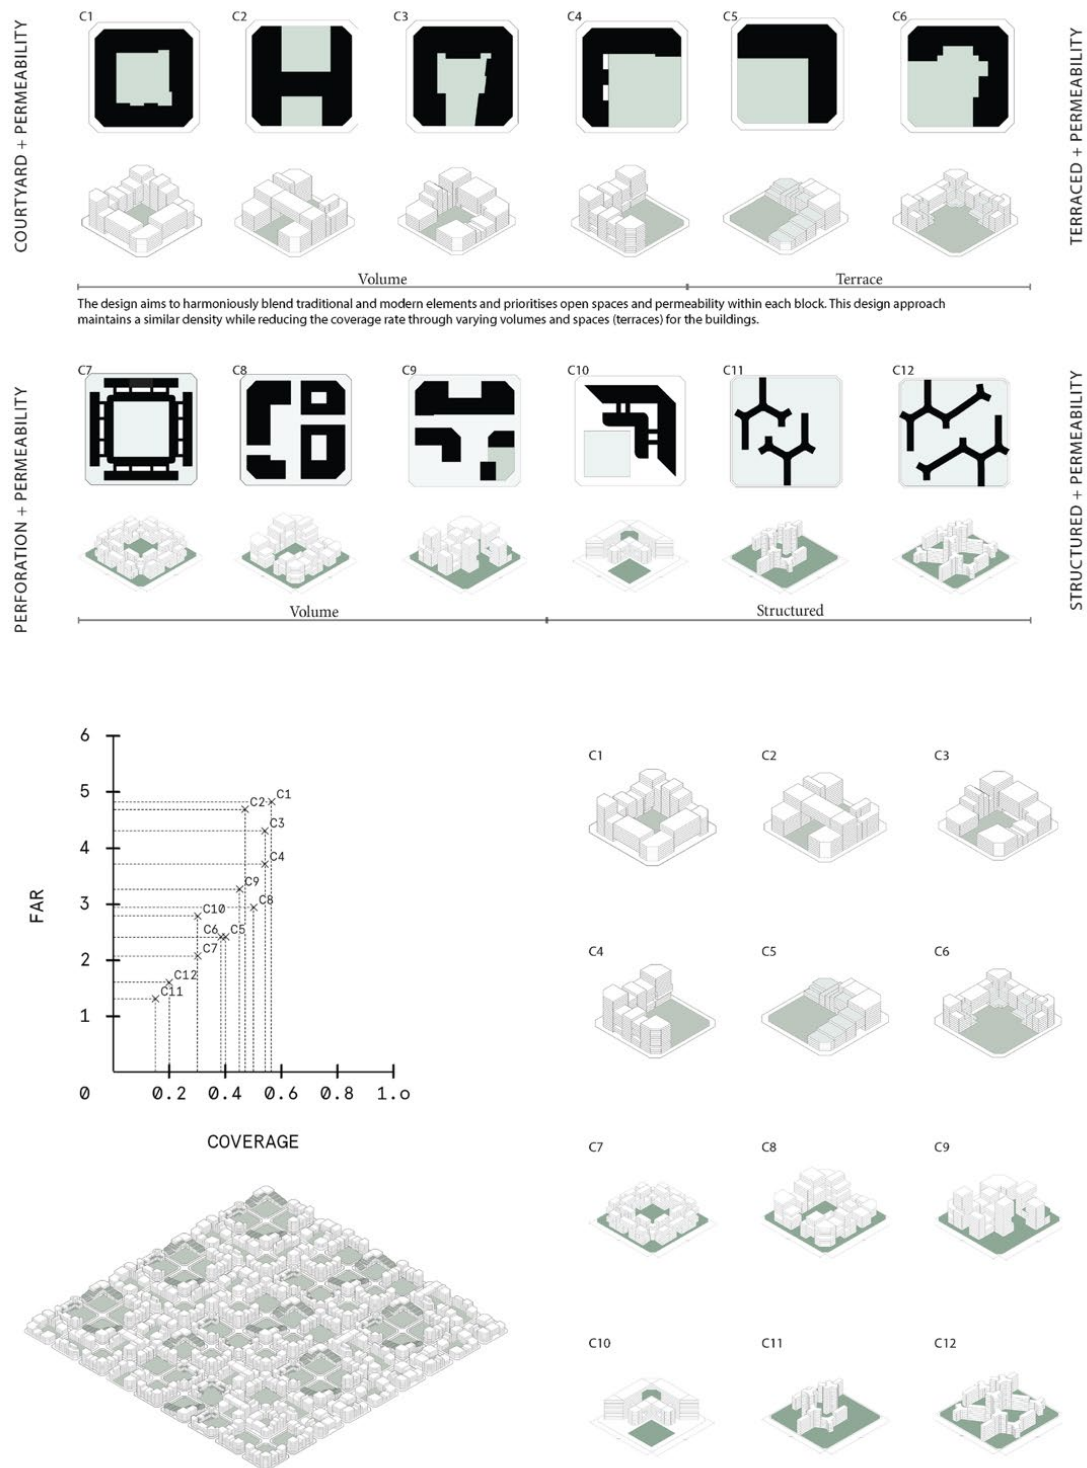 COURTYARD + PERMEABILITY
C1 C2 C3 C4 C5 C6
TERRACED + PERMEABILITY
Volume Terrace
The design aims to harmoniously blend traditional and modern elements and prioritises open spaces and permeability within each block. This design approach
maintains a similar density while reducing the coverage rate through varying volumes and spaces (terraces) for the buildings.
PERFORATION + PERMEABILITY
C7 C8 C9 C10 C11 C12
STRUCTURED + PERMEABILITY
Volume Structured
FAR
6
5
4
3
2
1
C1
C2
C3
C4
C9
C8
C10
C6 C5
C7
C12
C11
0 0.2 0.4 0.6 0.8 1.o
COVERAGE
C1 C2 C3
C4 C5 C6
C7 C8 C9
C10 C11 C12